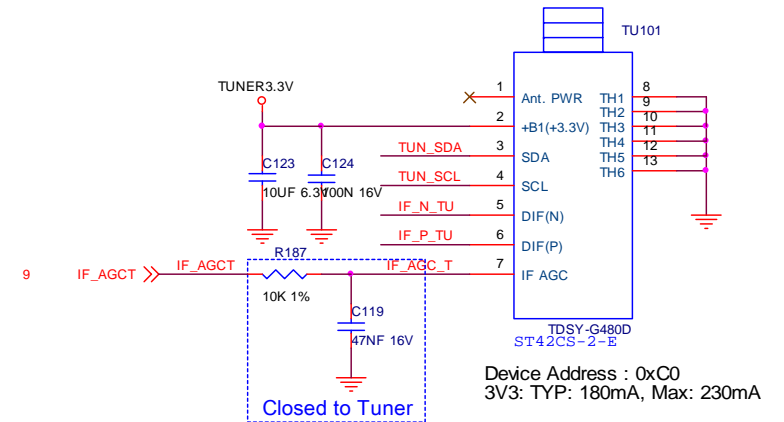 TU101
TUNER3.3V
1
Ant. PWR
TH1
8
2
+B1(+3.3V)
TH2
9
TH3
10
TUN_SDA
3
SDA
TH4
11
C123
C124
TH5
12
10UF 6.3V
100N 16V
TUN_SCL
4
SCL
TH6
13
IF_N_TU
5
DIF(N)
IF_P_TU
6
DIF(P)
R187
9
IF_AGCT
IF_AGCT
IF_AGC_T
7
IF AGC
10K 1%
C119
47NF 16V
TDSY-G480D
ST42CS-2-E
Closed to Tuner
Device Address : 0xC0
3V3: TYP: 180mA, Max: 230mA